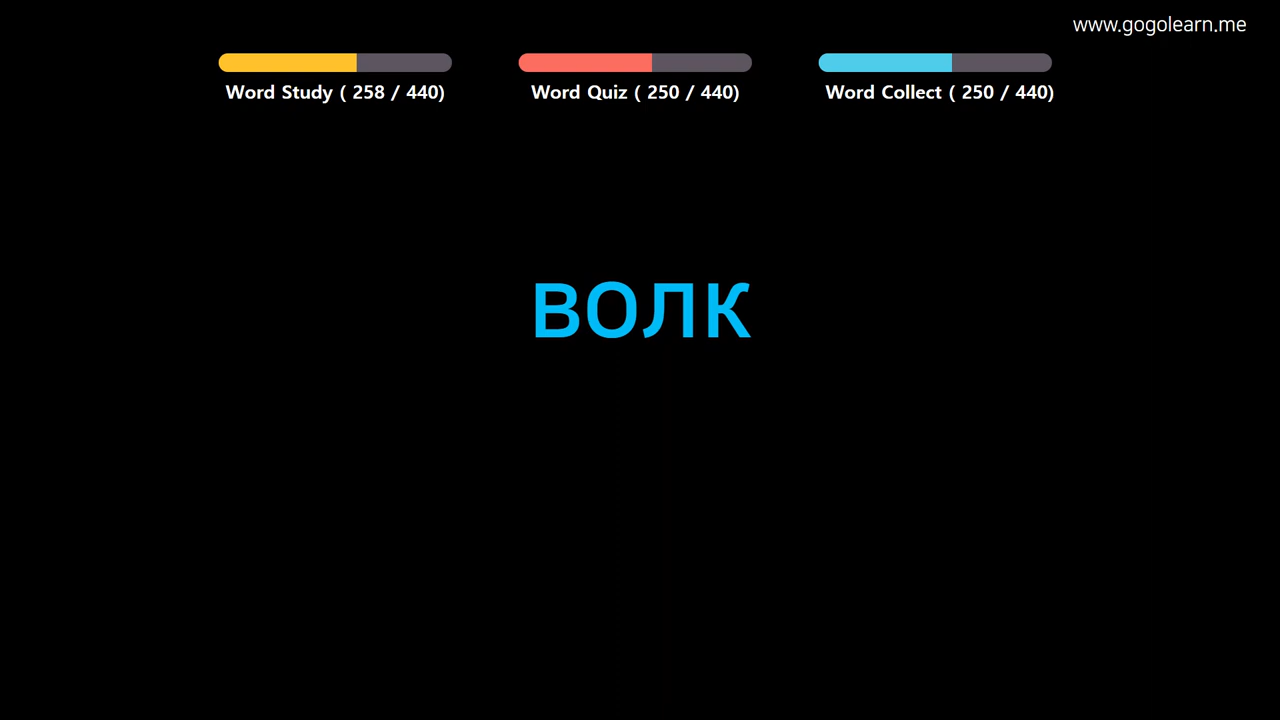 www.gogolearn.me
Word Study ( 258 / 440)
Word Quiz ( 250 / 440)
Word Collect ( 250 / 440)
волк